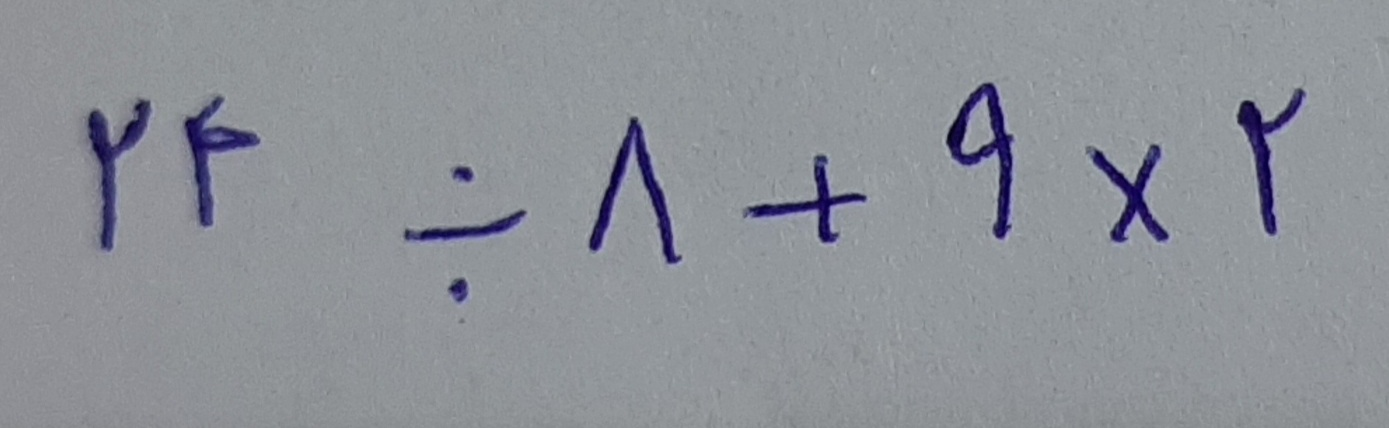 ۲۴ ÷ ۸ + ۹ × ۲